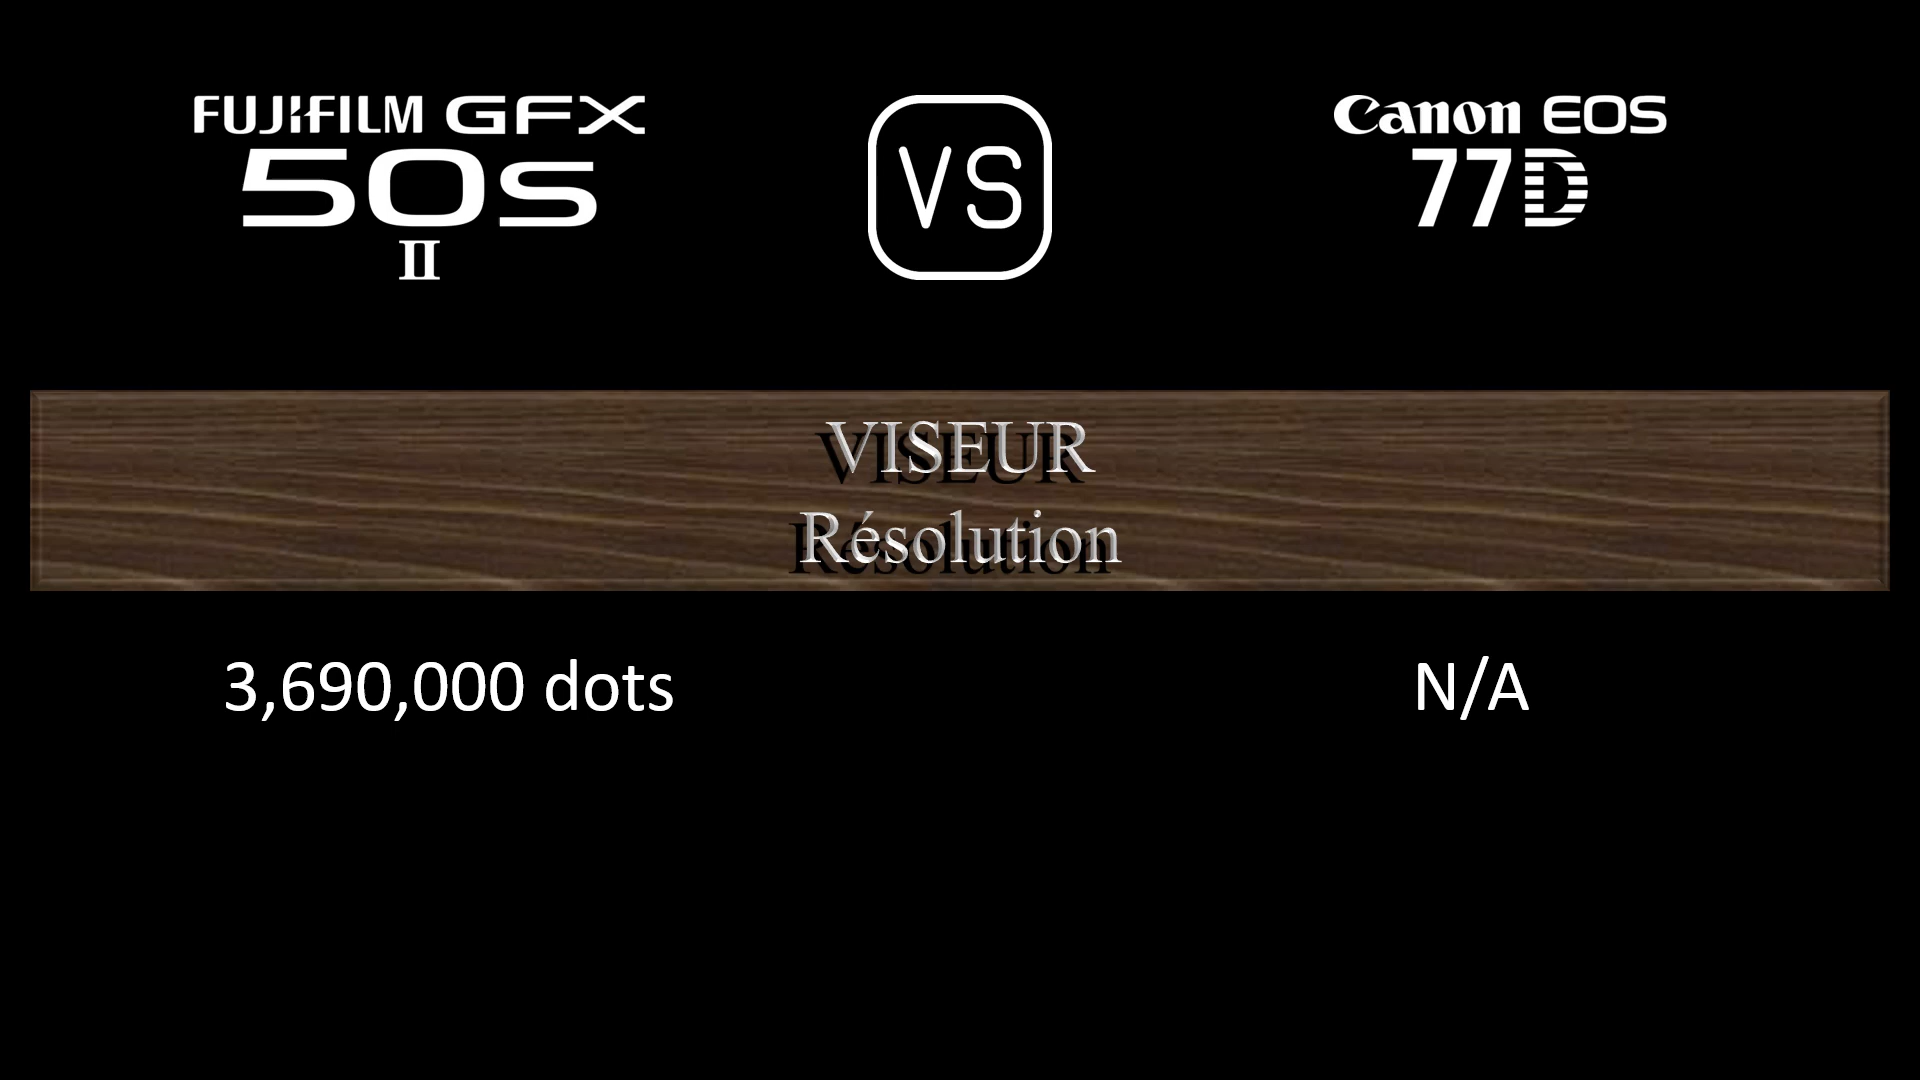 FUJIFILM GFX
50S
II
VS
Canon EOS
77D
VISEUR
Résolution
3,690,000 dots
N/A